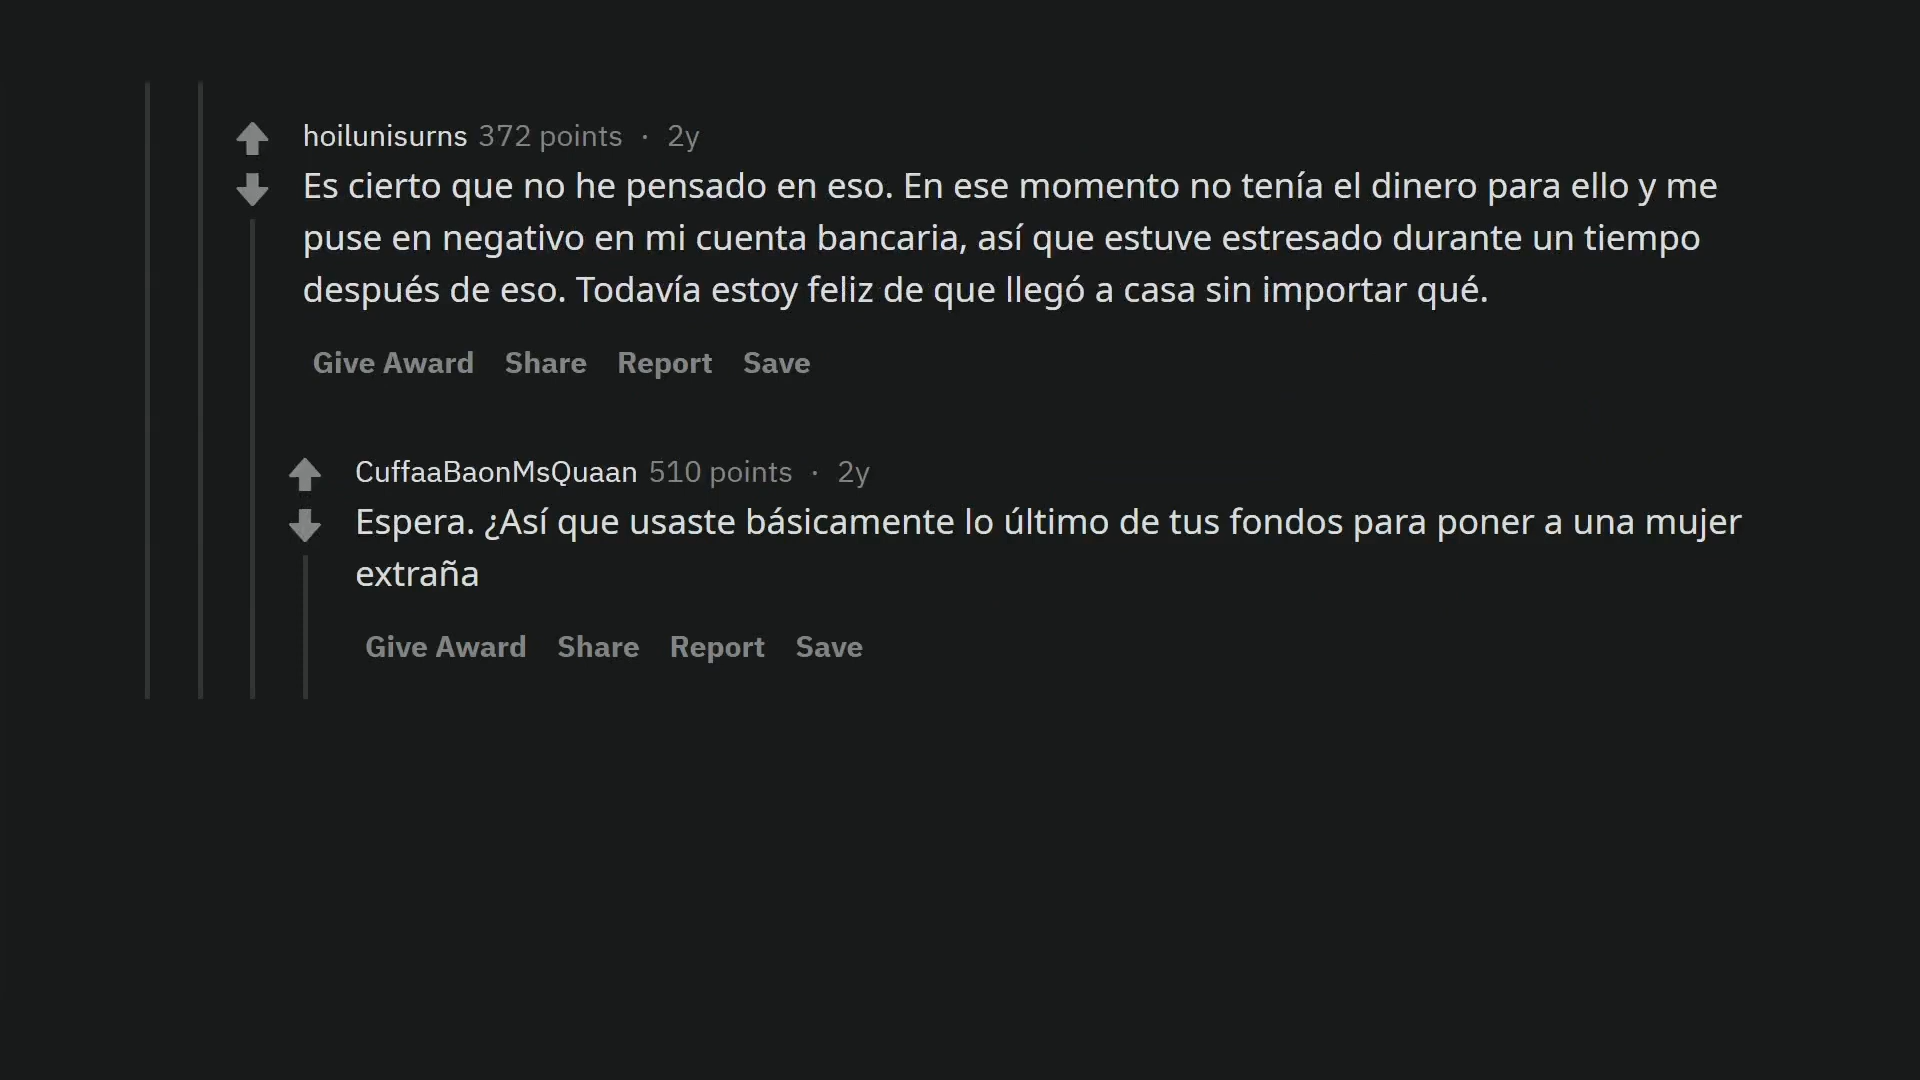 hoilunisurns 372 points · 2y
Es cierto que no he pensado en eso. En ese momento no tenía el dinero para ello y me
puse en negativo en mi cuenta bancaria, así que estuve estresado durante un tiempo
después de eso. Todavía estoy feliz de que llegó a casa sin importar qué.
Give Award Share Report Save
CuffaaBaonMsQuaan 510 points · 2y
Espera. ¿Así que usaste básicamente lo último de tus fondos para poner a una mujer
extraña
Give Award Share Report Save